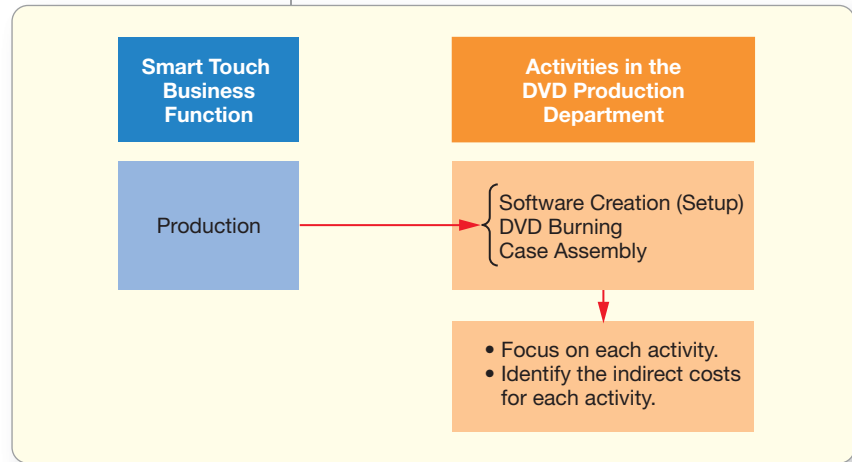 Smart Touch
Business
Function
Activities in the
DVD Production
Department
Production
Software Creation (Setup)
DVD Burning
Case Assembly
• Focus on each activity.
• Identify the indirect costs
for each activity.